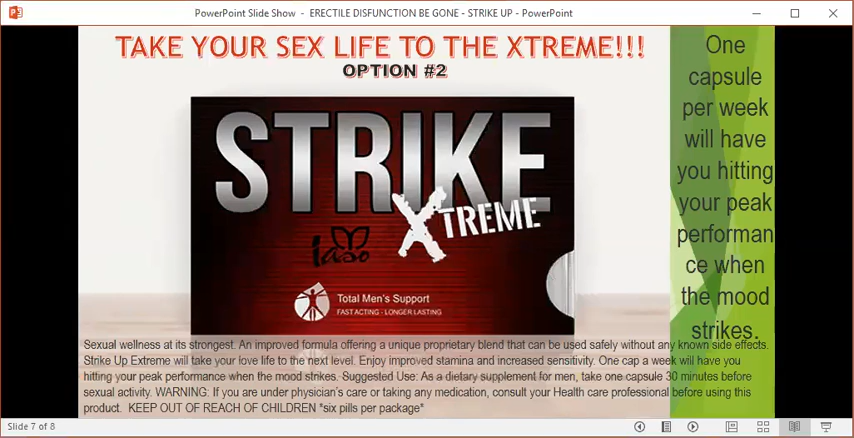 PowerPoint Slide Show - ERECTILE DISFUNCTION BE GONE - STRIKE UP - PowerPoint
TAKE YOUR SEX LIFE TO THE XTREME!!!
OPTION #2
STRIKE
XTREME
iaso
Total Men's Support
FAST ACTING - LONGER LASTING
One
capsule
per week
will have
you hitting
your peak
performan
ce when
the mood
strikes.
Sexual wellness at its strongest. An improved formula offering a unique proprietary blend that can be used safely without any known side effects.
Strike Up Extreme will take your love life to the next level. Enjoy improved stamina and increased sensitivity. One cap a week will have you
hitting your peak performance when the mood strikes. Suggested Use: As a dietary supplement for men, take one capsule 30 minutes before
sexual activity. WARNING: If you are under physician's care or taking any medication, consult your Health care professional before using this
product. KEEP OUT OF REACH OF CHILDREN *six pills per package*
Slide 7 of 8